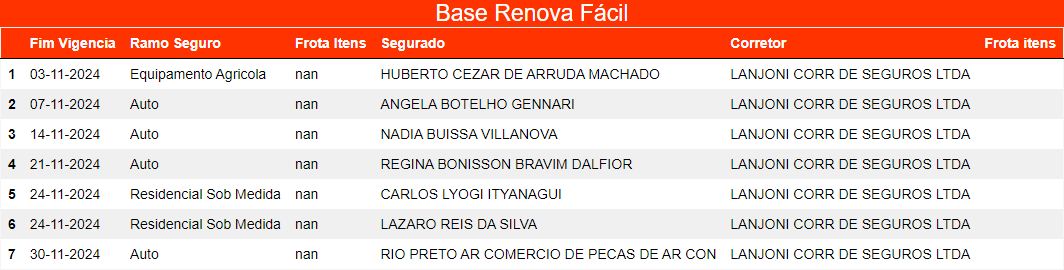 Base Renova Fácil
Fim Vigencia Ramo Seguro Frota Itens Segurado Corretor Frota itens
1 03-11-2024 Equipamento Agricola nan HUBERTO CEZAR DE ARRUDA MACHADO LANJONI CORR DE SEGUROS LTDA
2 07-11-2024 Auto nan ANGELA BOTELHO GENNARI LANJONI CORR DE SEGUROS LTDA
3 14-11-2024 Auto nan NADIA BUISSA VILLANOVA LANJONI CORR DE SEGUROS LTDA
4 21-11-2024 Auto nan REGINA BONISSON BRAVIM DALFIOR LANJONI CORR DE SEGUROS LTDA
5 24-11-2024 Residencial Sob Medida nan CARLOS LYOGI ITYANAGUI LANJONI CORR DE SEGUROS LTDA
6 24-11-2024 Residencial Sob Medida nan LAZARO REIS DA SILVA LANJONI CORR DE SEGUROS LTDA
7 30-11-2024 Auto nan RIO PRETO AR COMERCIO DE PECAS DE AR CON LANJONI CORR DE SEGUROS LTDA